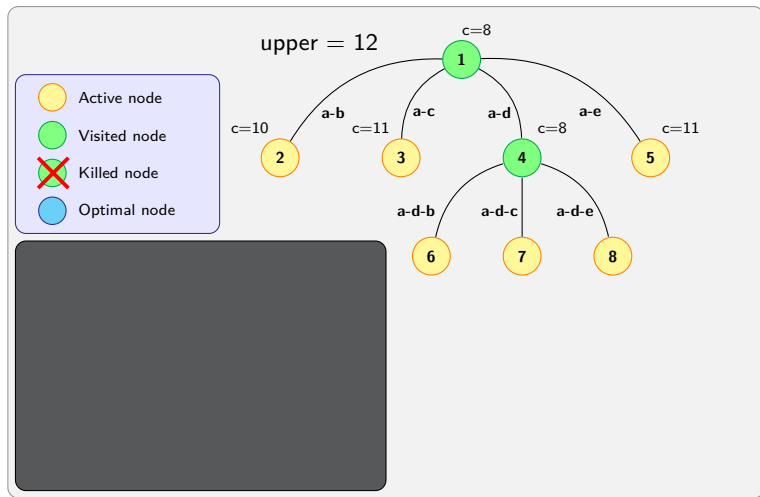 c=8
upper = 12
1
Active node
a-b
a-c
a-d
a-e
Visited node
c=10
c=11
c=8
c=11
2
3
4
5
Killed node
Optimal node
a-d-b
a-d-c
a-d-e
6
7
8